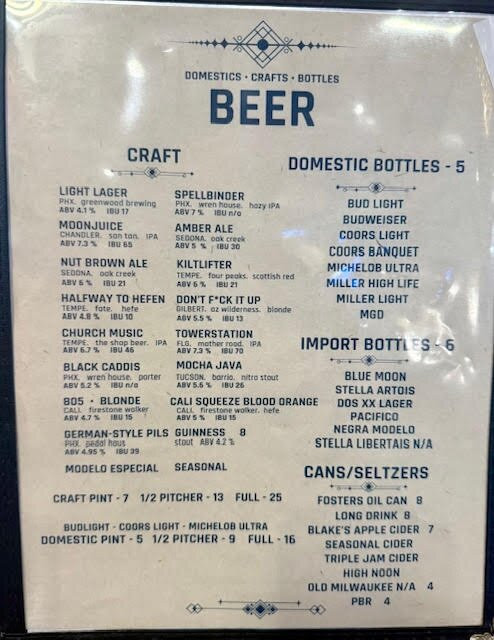 DOMESTICS • CRAFTS • BOTTLES
BEER
CRAFT
LIGHT LAGER
PHX. greenwood brewing
ABV 4.1 % IBU 17
MOONJUICE
CHANDLER. san tan. IPA
ABV 7.3 % IBU 65
NUT BROWN ALE
SEDONA. oak creek
ABV 6 % IBU 21
HALFWAY TO HEFEN
TEMPE. fate. hefe
ABV 4.8 % IBU 10
CHURCH MUSIC
TEMPE. the shop beer. IPA
ABV 6.7 % IBU 46
BLACK CADDIS
PHX. wren house. porter
ABV 5.2 % IBU n/a
805 • BLONDE
CALI. firestone walker
ABV 4.7 % IBU 15
GERMAN-STYLE PILS
PHX. pedal haus
ABV 4.95 % IBU 39
MODELO ESPECIAL
SPELLBINDER
PHX. wren house. hazy IPA
ABV 7 % IBU n/a
AMBER ALE
SEDONA. oak creek
ABV 5 % IBU 30
KILTLIFTER
TEMPE. four peaks. scottish red
ABV 6 % IBU 21
DON'T F*CK IT UP
GILBERT. az wilderness. blonde
ABV 5.5 % IBU 13
TOWERSTATION
FLG. mother road. IPA
ABV 7.3 % IBU 70
MOCHA JAVA
TUCSON. barrio. nitro stout
ABV 5.6 % IBU 26
CALI SQUEEZE BLOOD ORANGE
CALI. firestone walker. hefe
ABV 5 % IBU 15
GUINNESS 8
stout ABV 4.2 %
SEASONAL
CRAFT PINT - 7 1/2 PITCHER - 13 FULL - 25
BUDLIGHT - COORS LIGHT - MICHELOB ULTRA
DOMESTIC PINT - 5 1/2 PITCHER - 9 FULL - 16
DOMESTIC BOTTLES - 5
BUD LIGHT
BUDWEISER
COORS LIGHT
COORS BANQUET
MICHELOB ULTRA
MILLER HIGH LIFE
MILLER LIGHT
MGD
IMPORT BOTTLES - 6
BLUE MOON
STELLA ARTOIS
DOS XX LAGER
PACIFICO
NEGRA MODELO
STELLA LIBERTAIS N/A
CANS/SELTZERS
FOSTERS OIL CAN 8
LONG DRINK 8
BLAKE'S APPLE CIDER 7
SEASONAL CIDER
TRIPLE JAM CIDER
HIGH NOON
OLD MILWAUKEE N/A 4
PBR 4